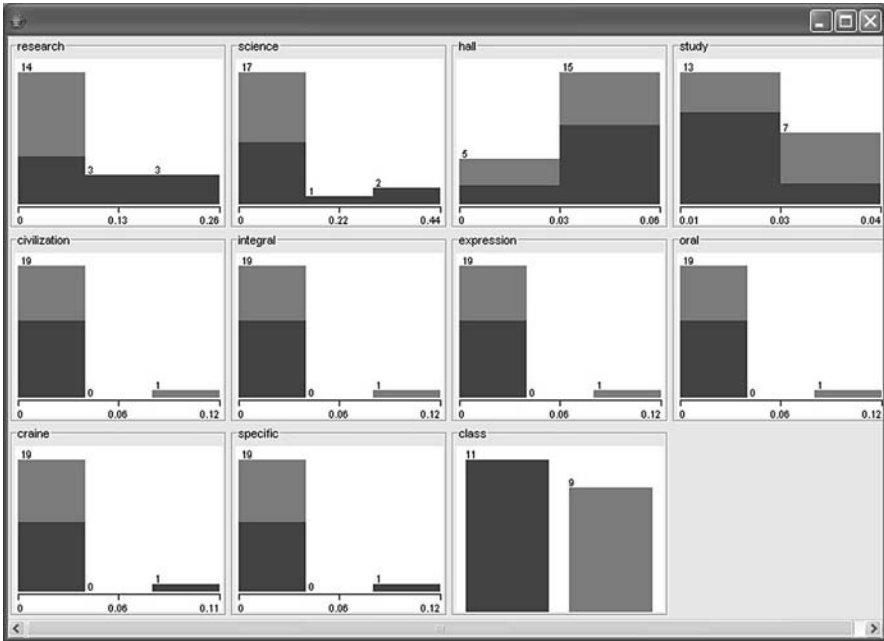 research
14
3
3
0 0.13 0.26
science
17
1
2
0 0.22 0.44
hall
5
15
0 0.03 0.06
study
13
7
0.01 0.03 0.04
civilization
19
0
1
0 0.06 0.12
integral
19
0
1
0 0.06 0.12
expression
19
0
1
0 0.06 0.12
oral
19
0
1
0 0.06 0.12
craine
19
0
1
0 0.06 0.11
specific
19
0
1
0 0.06 0.12
class
11
9